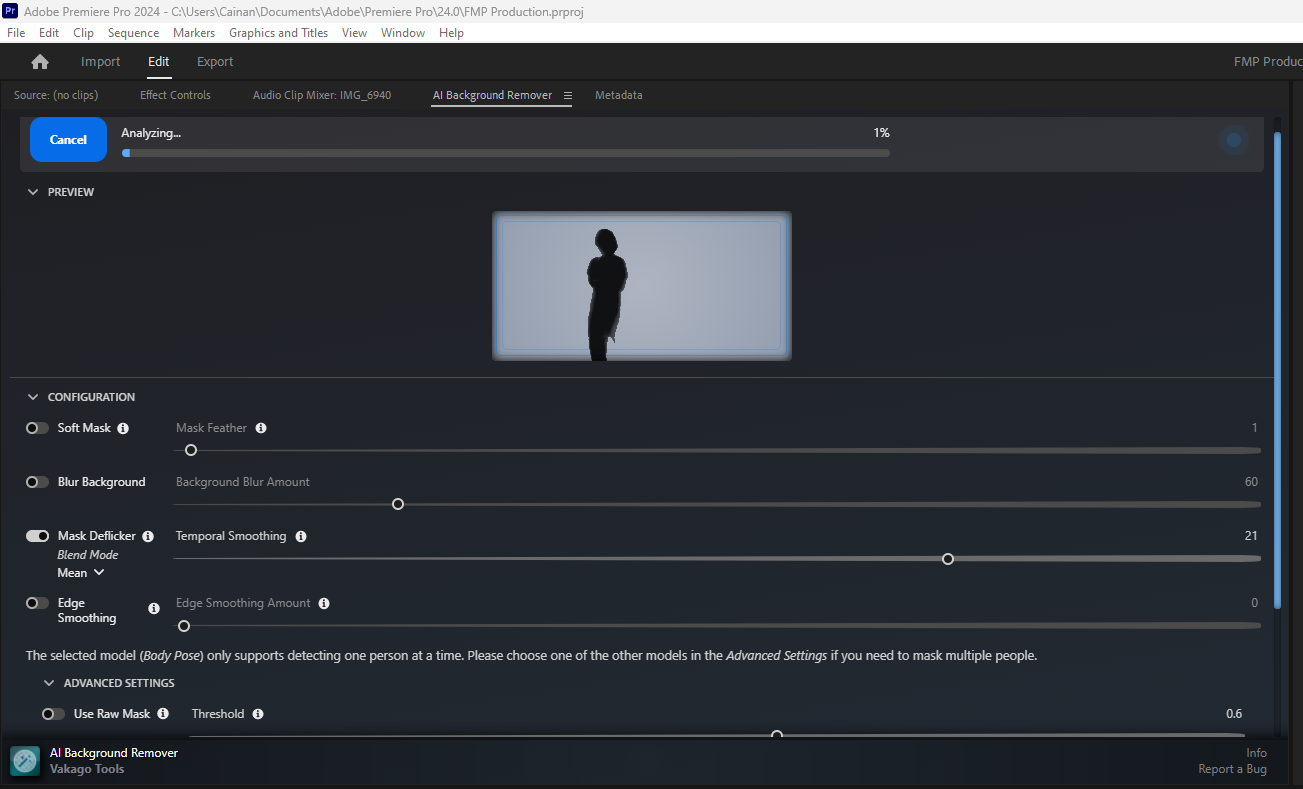 Pr Adobe Premiere Pro 2024 - C:\Users\Cainan\Documents\Adobe\Premiere Pro\24.0\FMP Production.prproj
File Edit Clip Sequence Markers Graphics and Titles View Window Help
Import Edit Export FMP Produc
Source: (no clips) Effect Controls Audio Clip Mixer: IMG_6940 AI Background Remover Metadata
Cancel Analyzing... 1%
PREVIEW
CONFIGURATION
Soft Mask Mask Feather 1
Blur Background Background Blur Amount 60
Mask Deflicker Temporal Smoothing 21
Blend Mode
Mean
Edge Smoothing Edge Smoothing Amount 0
The selected model (Body Pose) only supports detecting one person at a time. Please choose one of the other models in the Advanced Settings if you need to mask multiple people.
ADVANCED SETTINGS
Use Raw Mask Threshold 0.6
AI Background Remover Info
Vakago Tools Report a Bug